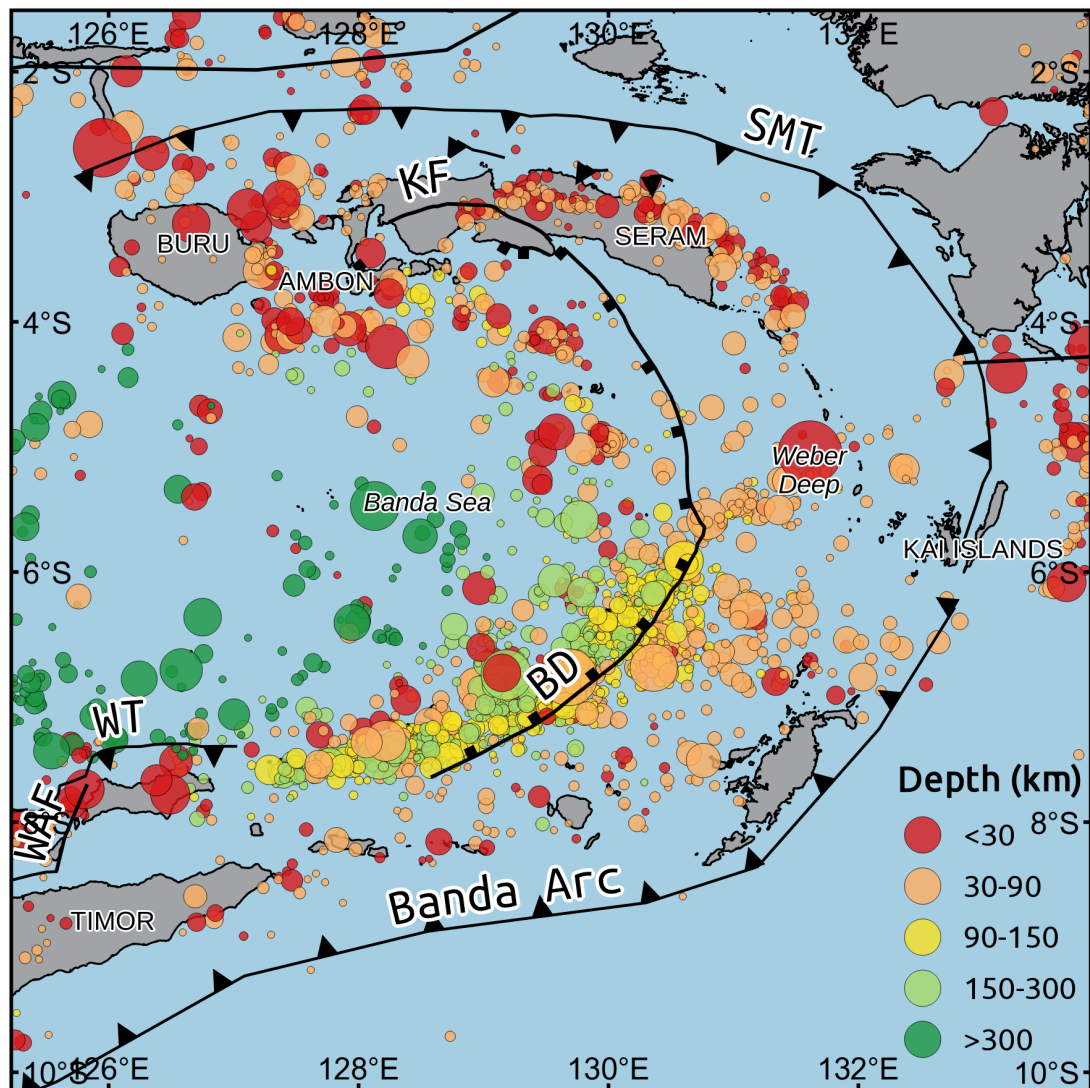 126°E 128°E 130°E 132°E
2°S 2°S
SMT
KF
BURU
SERAM
AMBON
4°S 4°S
Weber
Deep
Banda Sea
KAI ISLANDS
6°S 6°S
BD
WT
Depth (km)
<30
8°S
30-90
Banda Arc
TIMOR
90-150
150-300
>300
10°S 126°E 128°E 130°E 132°E 10°S